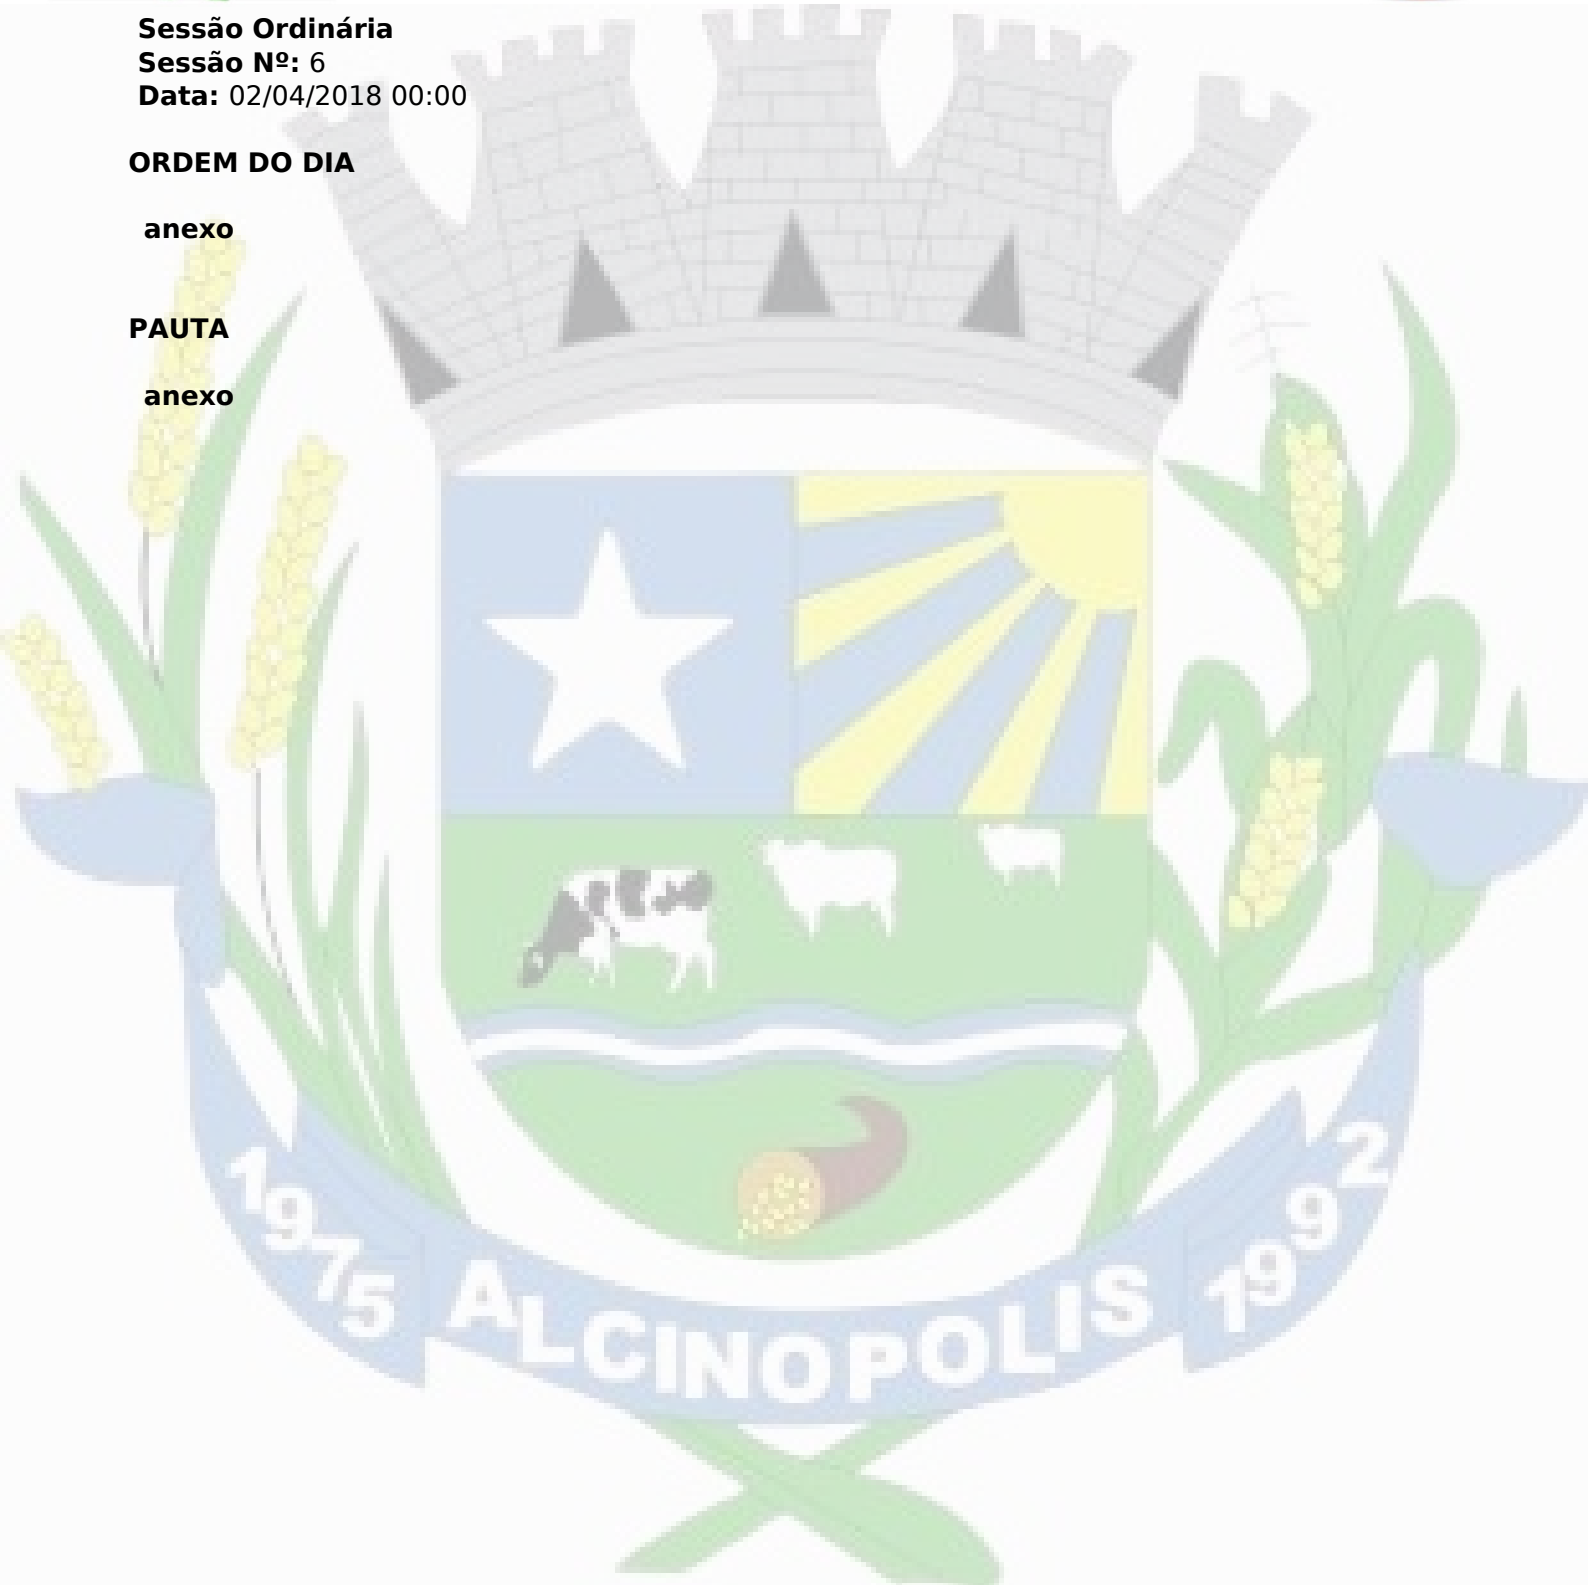 Sessão Ordinária
Sessão Nº: 6
Data: 02/04/2018 00:00
ORDEM DO DIA
anexo
PAUTA
anexo
1975 ALCINOPOLIS 1992